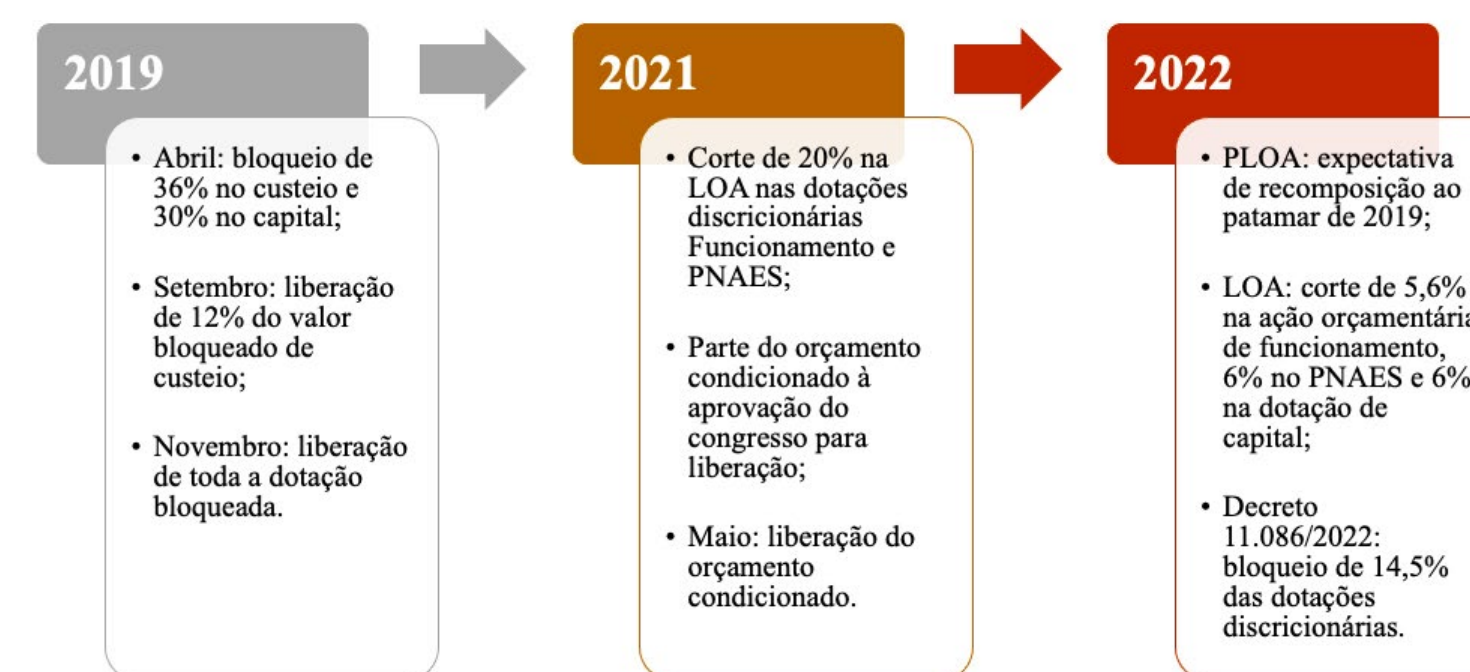 2019
• Abril: bloqueio de
36% no custeio e
30% no capital;
• Setembro: liberação
de 12% do valor
bloqueado de
custeio;
• Novembro: liberação
de toda a dotação
bloqueada.
2021
• Corte de 20% na
LOA nas dotações
discricionárias
Funcionamento e
PNAES;
• Parte do orçamento
condicionado à
aprovação do
congresso para
liberação;
• Maio: liberação do
orçamento
condicionado.
2022
• PLOA: expectativa
de recomposição ao
patamar de 2019;
• LOA: corte de 5,6%
na ação orçamentária
de funcionamento,
6% no PNAES e 6%
na dotação de
capital;
• Decreto
11.086/2022:
bloqueio de 14,5%
das dotações
discricionárias.